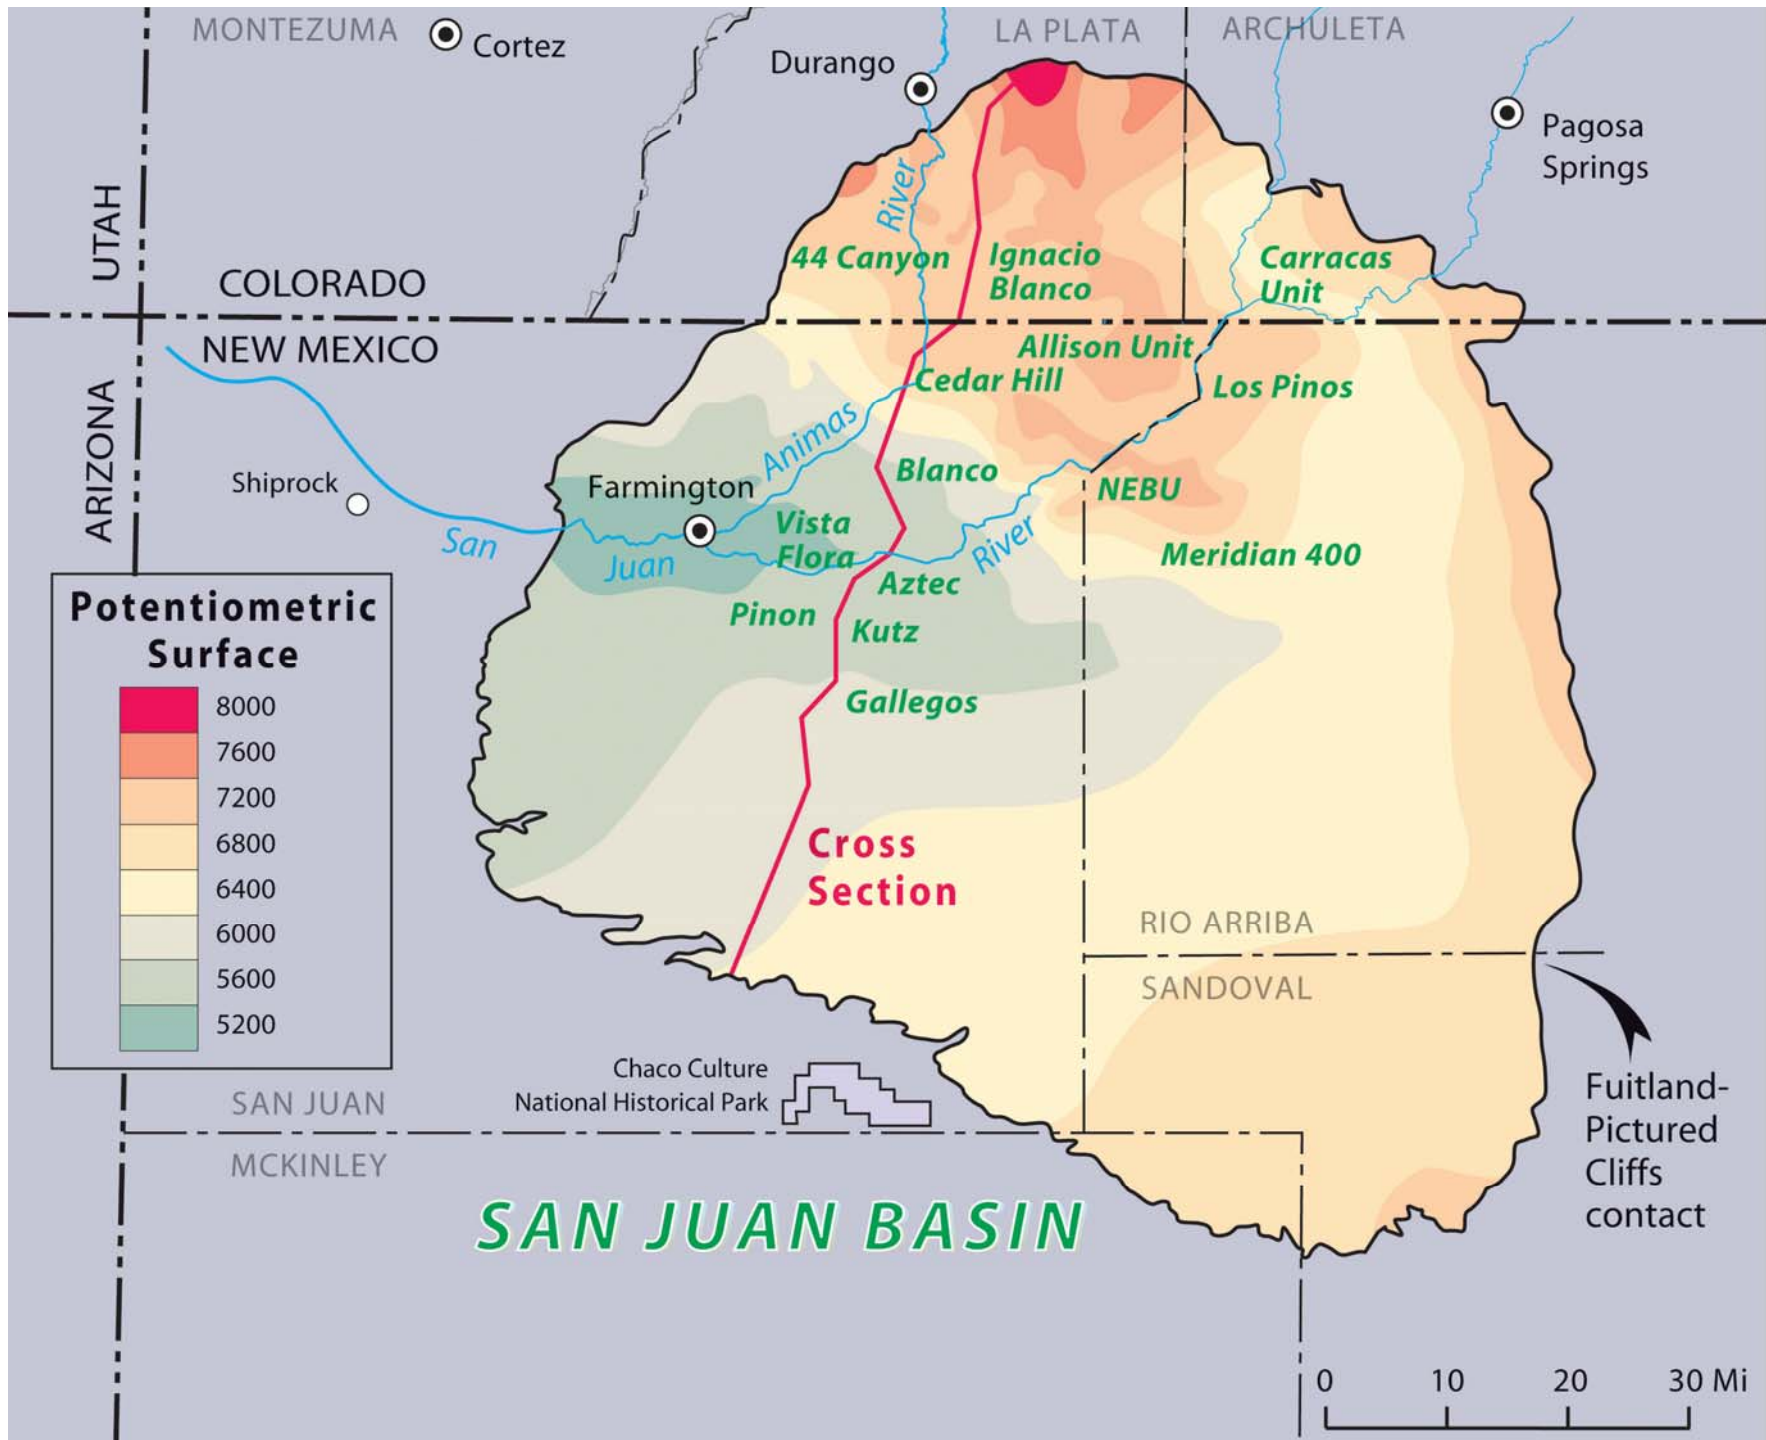 MONTEZUMA
Cortez
LA PLATA
ARCHULETA
Durango
Pagosa
Springs
UTAH
River
44 Canyon
Ignacio
Blanco
Carracas
Unit
COLORADO
NEW MEXICO
ARIZONA
Allison Unit
Cedar Hill
Los Pinos
Animas
Shiprock
Farmington
Blanco
NEBU
San
Juan
River
Vista
Flora
Meridian 400
Aztec
Pinon
Kutz
Gallegos
Potentiometric
Surface
8000
7600
7200
6800
6400
6000
5600
5200
Cross
Section
RIO ARRIBA
SANDOVAL
Chaco Culture
National Historical Park
SAN JUAN
MCKINLEY
Fuitland-
Pictured
Cliffs
contact
SAN JUAN BASIN
0 10 20 30 Mi